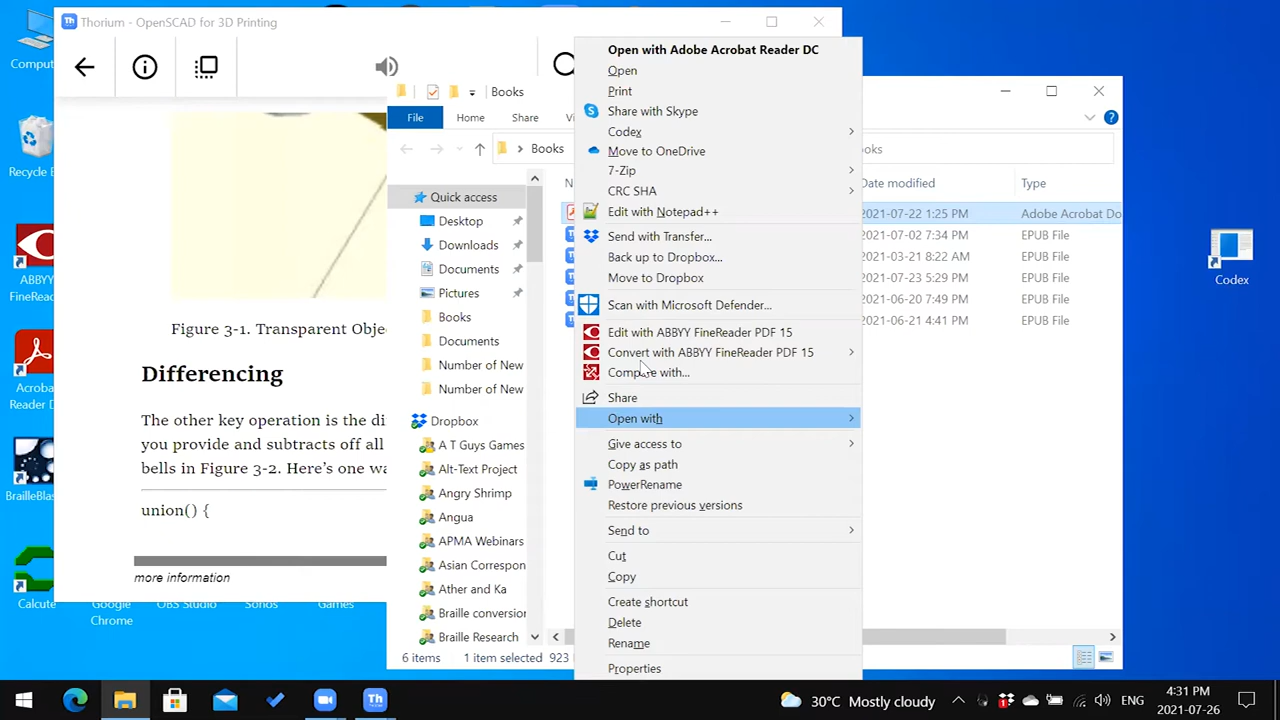 Thorium - OpenSCAD for 3D Printing
Figure 3-1. Transparent Obje
Differencing
The other key operation is the di
you provide and subtracts off all
bells in Figure 3-2. Here's one wa
union() {
more information
Books
File
Home
Share
Books
ooks
Date modified
Type
2021-07-22 1:25 PM
Adobe Acrobat Do
2021-07-02 7:34 PM
EPUB File
2021-03-21 8:22 AM
EPUB File
2021-07-23 5:29 PM
EPUB File
2021-06-20 7:49 PM
EPUB File
2021-06-21 4:41 PM
EPUB File
Quick access
Desktop
Downloads
Documents
Pictures
Books
Documents
Number of New
Number of New
Dropbox
A T Guys Games
Alt-Text Project
Angry Shrimp
Angua
APMA Webinars
Asian Correspon
Ather and Ka
Braille conversion
Braille Research
6 items
1 item selected
923
Open with Adobe Acrobat Reader DC
Open
Print
Share with Skype
Codex
Move to OneDrive
7-Zip
CRC SHA
Edit with Notepad++
Send with Transfer...
Back up to Dropbox...
Move to Dropbox
Scan with Microsoft Defender...
Edit with ABBYY FineReader PDF 15
Convert with ABBYY FineReader PDF 15
Compare with...
Share
Open with
Give access to
Copy as path
PowerRename
Restore previous versions
Send to
Cut
Copy
Create shortcut
Delete
Rename
Properties
Comput
Recycle B
ABBYY
FineRead
Acroba
Reader D
BrailleBlas
Calcute
Google
Chrome
OBS Studio
Sonos
Games
Codex
30°C Mostly cloudy
ENG
4:31 PM
2021-07-26